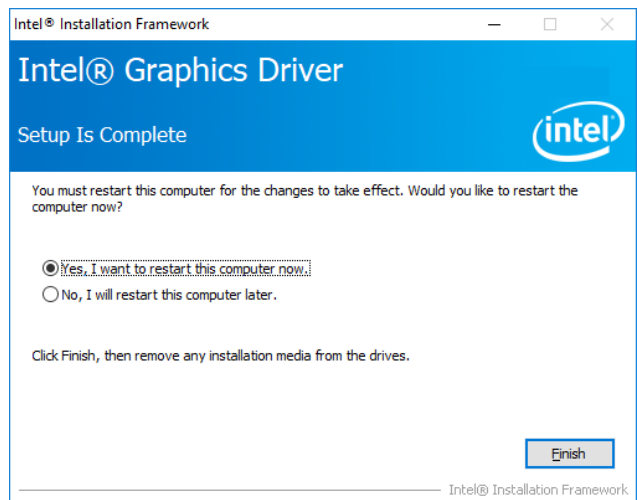 Intel® Installation Framework
Intel® Graphics Driver
Setup Is Complete
intel
You must restart this computer for the changes to take effect. Would you like to restart the
computer now?
Yes, I want to restart this computer now.
No, I will restart this computer later.
Click Finish, then remove any installation media from the drives.
Finish
Intel® Installation Framework